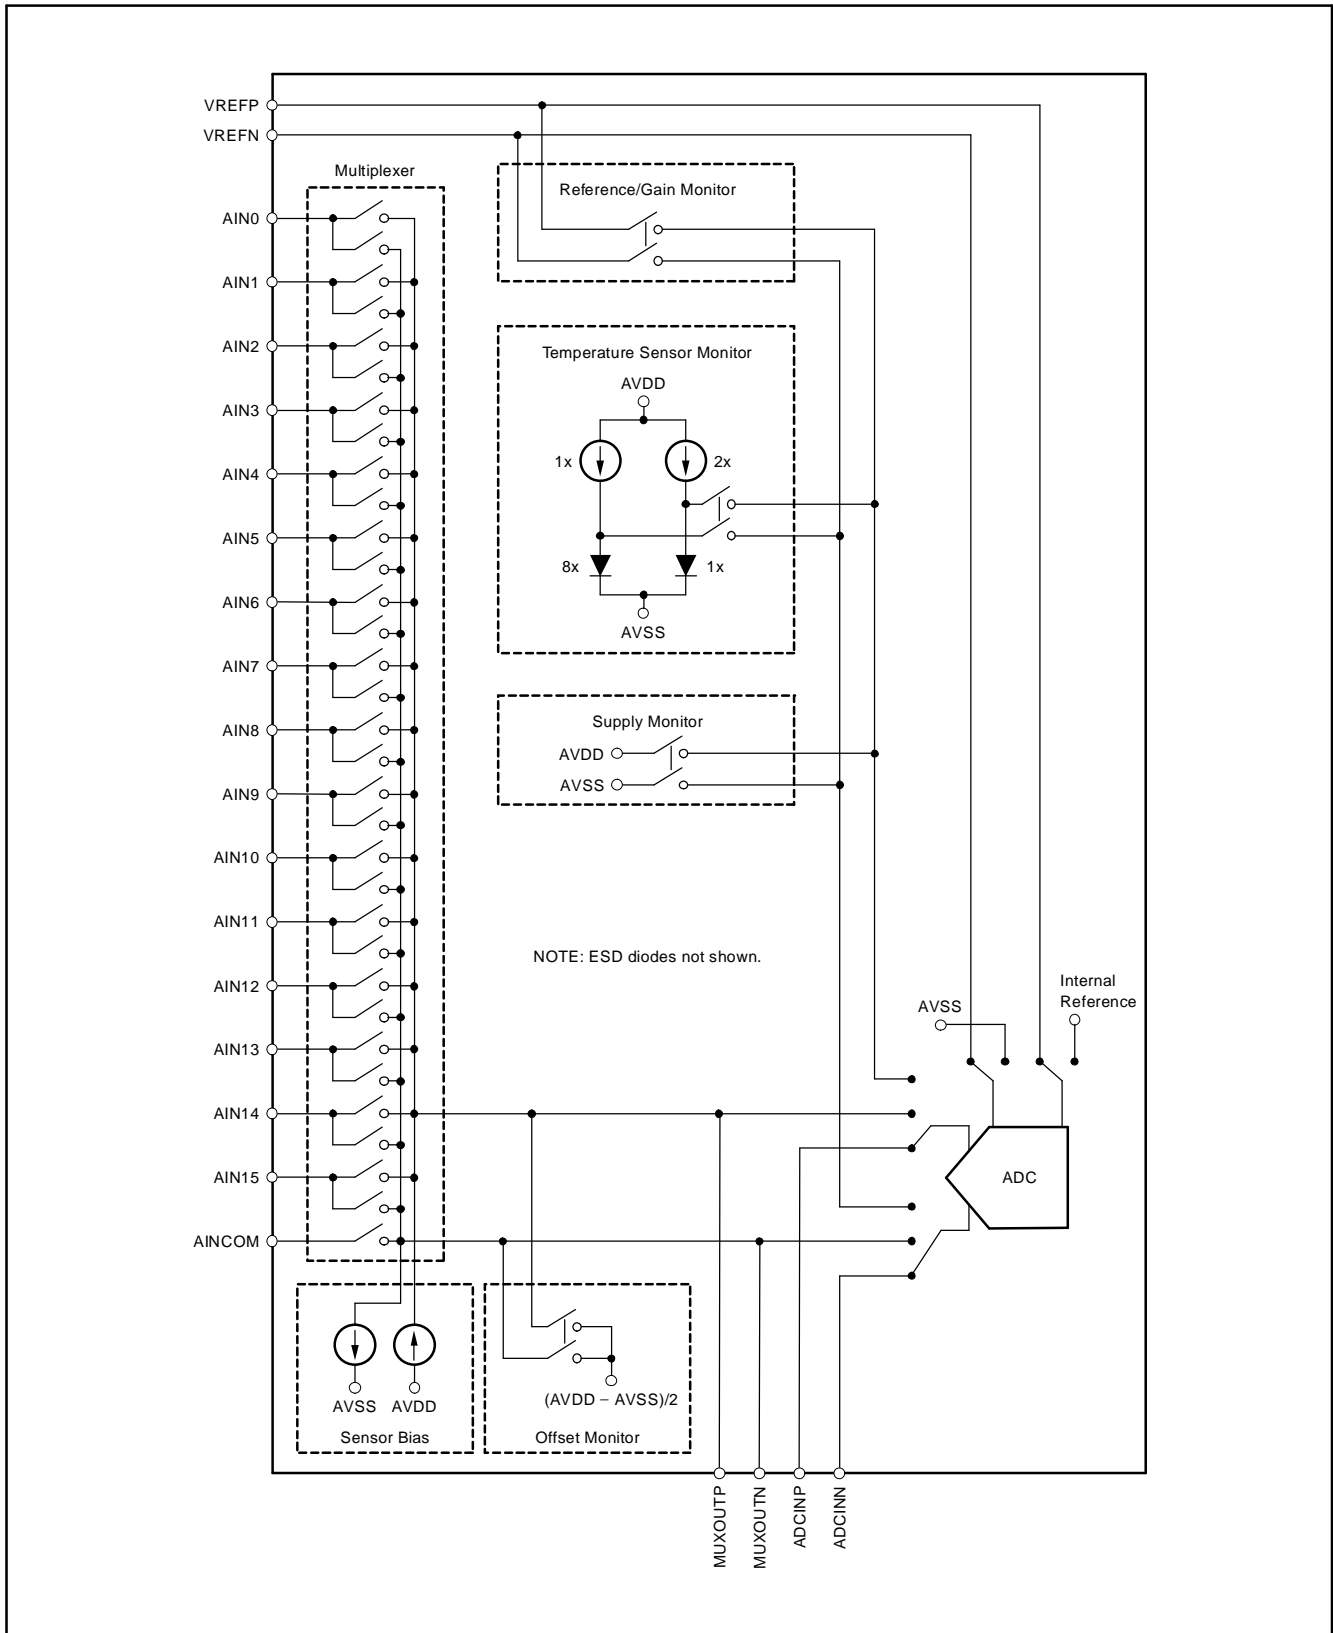 VREFP
VREFN
Multiplexer
Reference/Gain Monitor
AIN0
AIN1
AIN2
AIN3
AIN4
AIN5
AIN6
AIN7
AIN8
AIN9
AIN10
AIN11
AIN12
AIN13
AIN14
AIN15
AINCOM
Temperature Sensor Monitor
AVDD
1x
2x
8x
1x
AVSS
Supply Monitor
AVDD
AVSS
NOTE: ESD diodes not shown.
AVSS
Internal
Reference
ADC
AVSS
AVDD
Sensor Bias
(AVDD − AVSS)/2
Offset Monitor
MUXOUTP
MUXOUTN
ADCINP
ADCINN